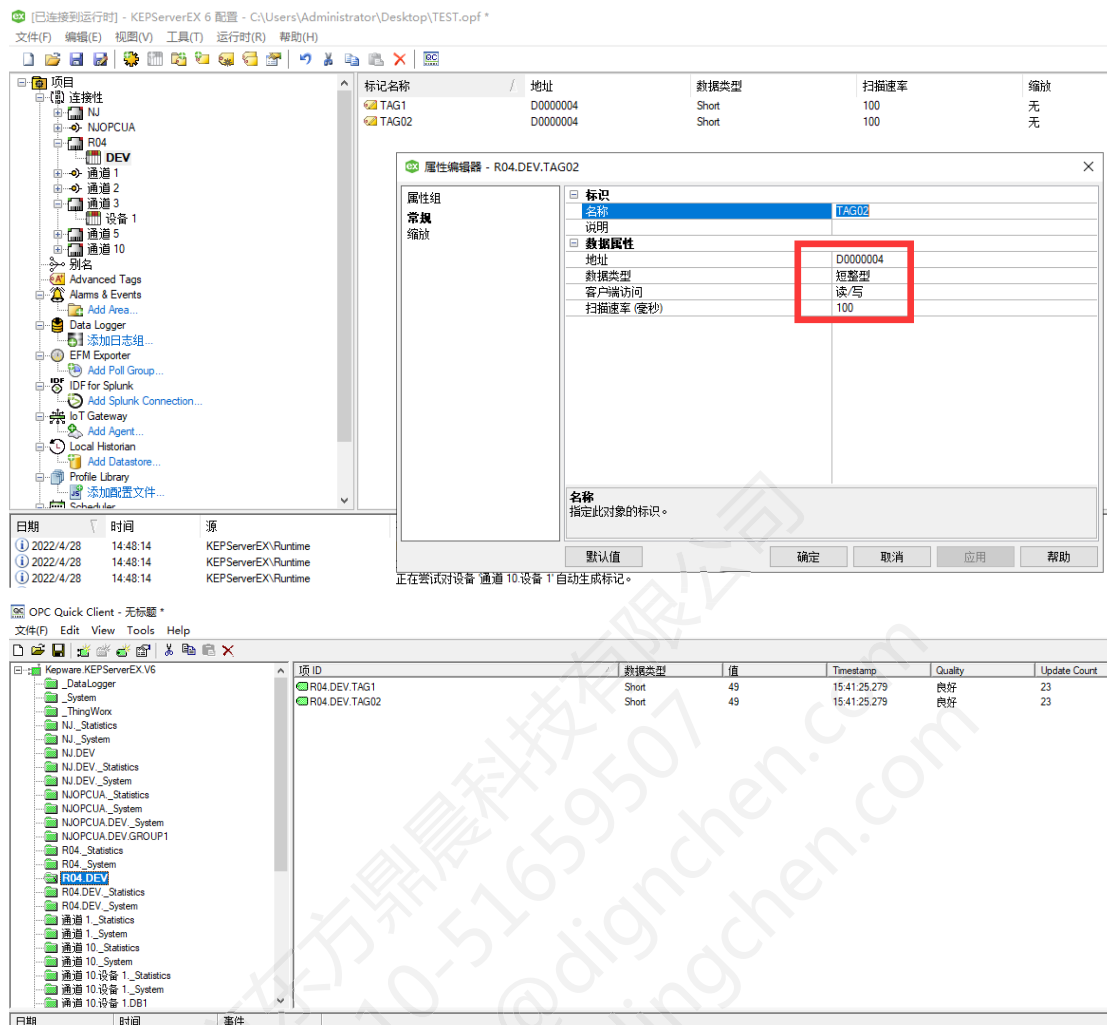 [已连接到运行时] - KEPServerEX 6 配置 - C:\Users\Administrator\Desktop\TEST.opf *
文件(F) 编辑(E) 视图(V) 工具(T) 运行时(R) 帮助(H)
项目
连接性
NJ
NJOPCUA
R04
DEV
通道 1
通道 2
通道 3
设备 1
通道 5
通道 10
别名
Advanced Tags
Alarms & Events
Add Area...
Data Logger
添加日志组...
EFM Exporter
Add Poll Group...
IDF for Splunk
Add Splunk Connection...
IoT Gateway
Add Agent...
Local Historian
Add Datastore...
Profile Library
添加配置文件...
Scheduler
标记名称 地址 数据类型 扫描速率 缩放
TAG1 D0000004 Short 100 无
TAG02 D0000004 Short 100 无
属性编辑器 - R04.DEV.TAG02
属性组
常规
缩放
标识
名称 TAG02
说明
数据属性
地址 D0000004
数据类型 短整型
客户端访问 读/写
扫描速率 (毫秒) 100
名称
指定此对象的标识。
默认值 确定 取消 应用 帮助
日期 时间 源
2022/4/28 14:48:14 KEPServerEX\Runtime
2022/4/28 14:48:14 KEPServerEX\Runtime
2022/4/28 14:48:14 KEPServerEX\Runtime
正在尝试对设备 '通道 10.设备 1' 自动生成标记。
OPC Quick Client - 无标题 *
文件(F) Edit View Tools Help
Kepware.KEPServerEX.V6
_DataLogger
_System
_ThingWorx
NJ._Statistics
NJ._System
NJ.DEV
NJ.DEV._Statistics
NJ.DEV._System
NJOPCUA._Statistics
NJOPCUA._System
NJOPCUA.DEV._System
NJOPCUA.DEV.GROUP1
R04._Statistics
R04._System
R04.DEV
R04.DEV._Statistics
R04.DEV._System
通道 1._Statistics
通道 1._System
通道 10._Statistics
通道 10._System
通道 10.设备 1._Statistics
通道 10.设备 1._System
通道 10.设备 1.DB1
项 ID 数据类型 值 Timestamp Quality Update Count
R04.DEV.TAG1 Short 49 15:41:25.279 良好 23
R04.DEV.TAG02 Short 49 15:41:25.279 良好 23
日期 时间 事件
东方鼎晨科技有限公司
10-51659507
@dignchen.com
dingchen.com